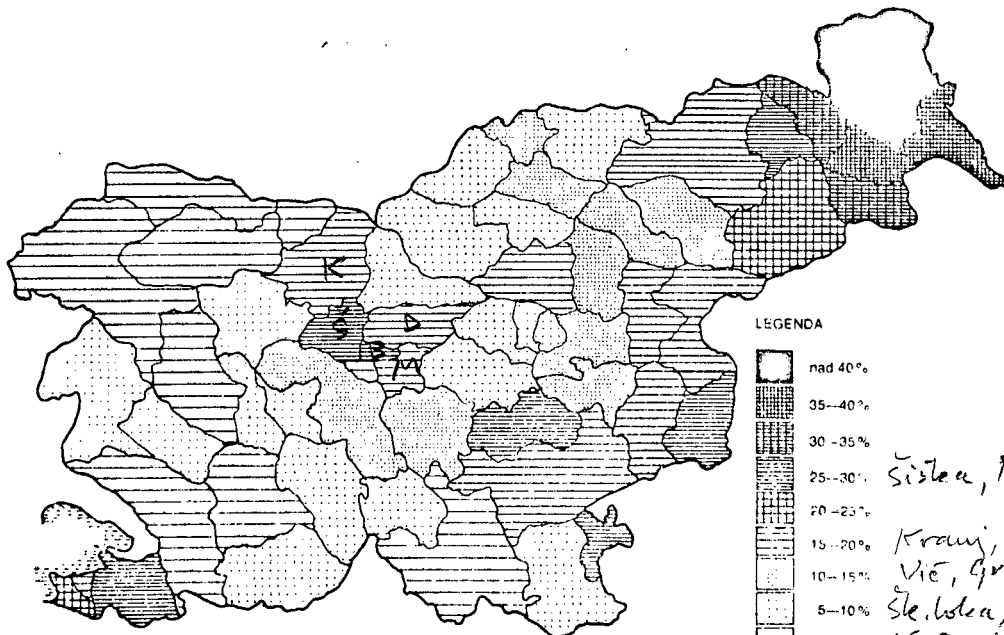 K
Š
B
D
M
LEGENDA
nad 40%
35–40%
30–35%
25–30% Šiška,
20–25%
15–20% Kranj,
10–15% Vič,
5–10% Šk. Loka,